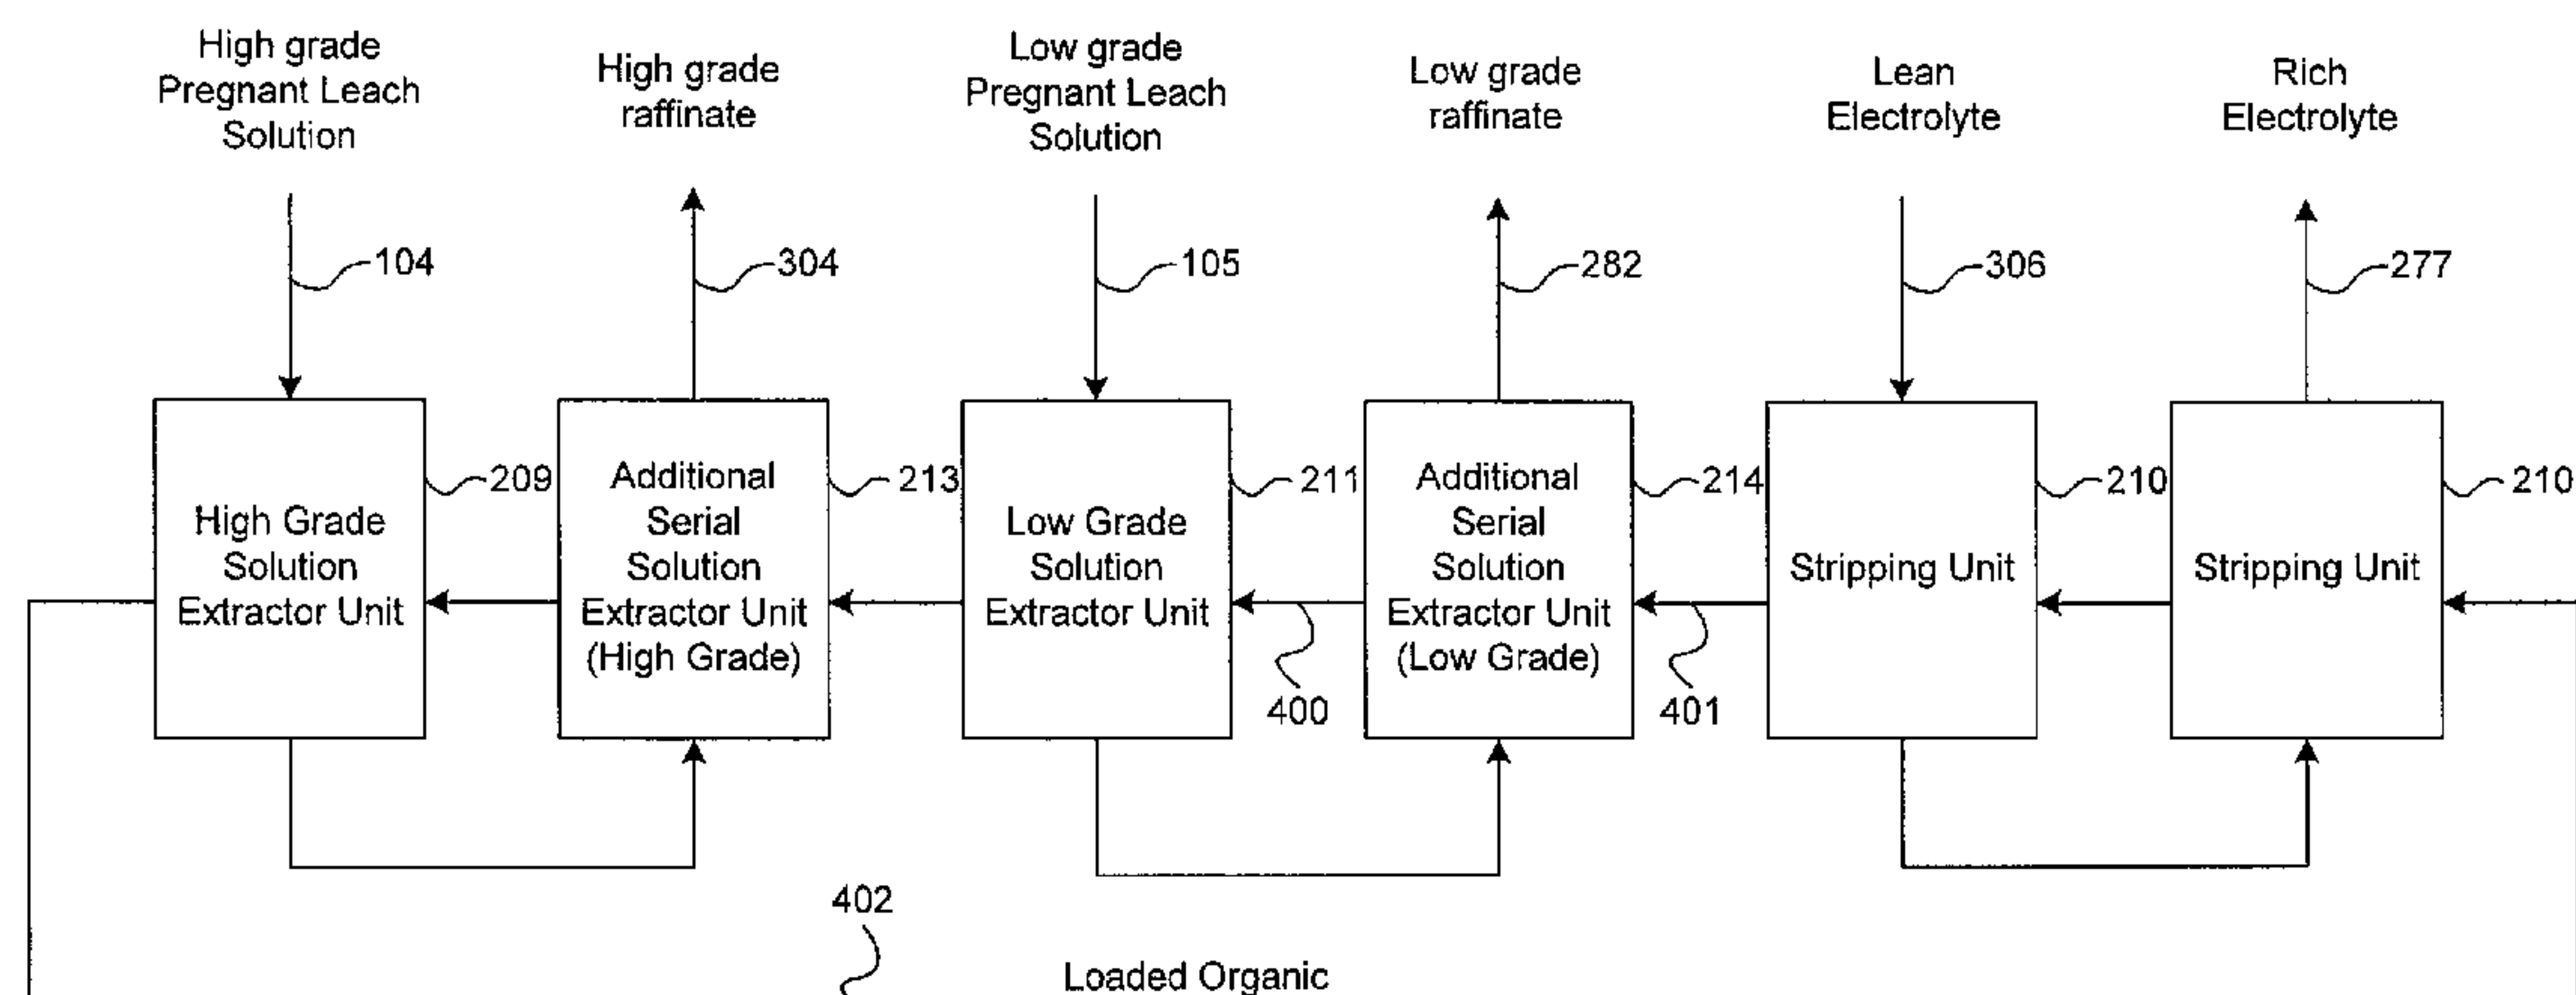 High grade
Pregnant Leach
Solution
High grade
raffinate
Low grade
Pregnant Leach
Solution
Low grade
raffinate
Lean
Electrolyte
Rich
Electrolyte
104
304
105
282
306
277
High Grade
Solution
Extractor Unit
209
Additional
Serial
Solution
Extractor Unit
(High Grade)
213
Low Grade
Solution
Extractor Unit
211
Additional
Serial
Solution
Extractor Unit
(Low Grade)
214
Stripping Unit
210
Stripping Unit
210
400
401
402
Loaded Organic